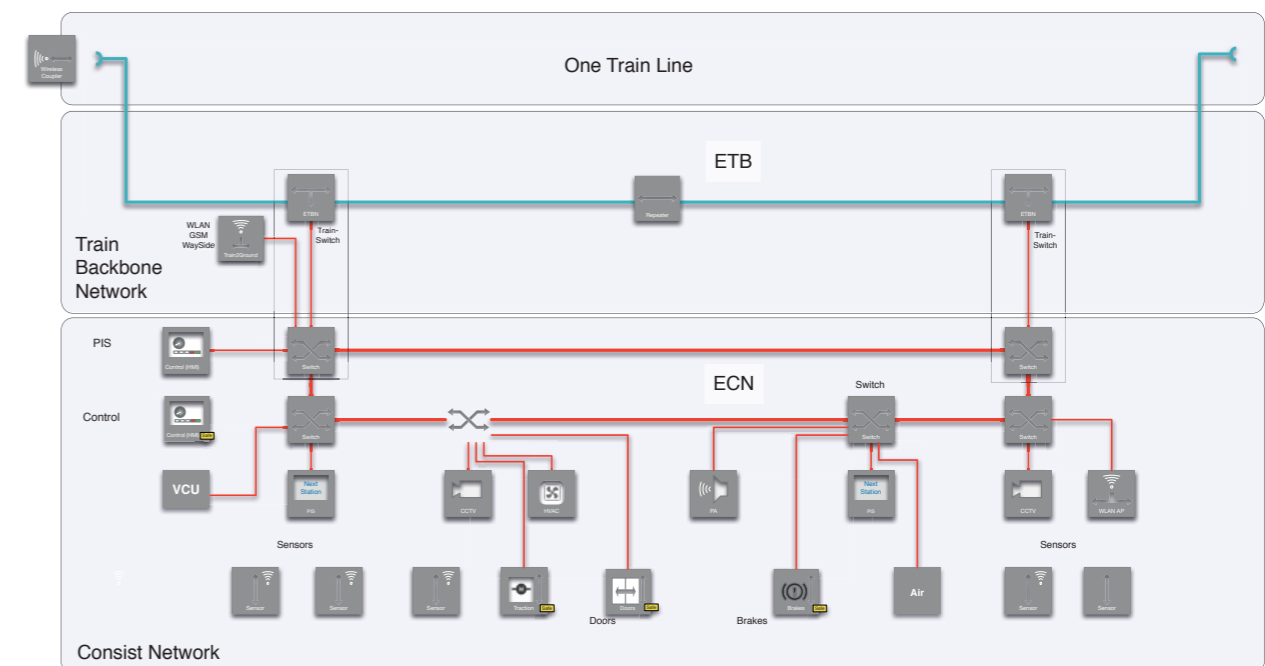 Wireless
Coupler
One Train Line
ETB
ETBN
Repeater
ETBN
WLAN
GSM
WaySide
Train2Ground
Train-
Switch
Train-
Switch
Train
Backbone
Network
PIS
Control (HMI)
Switch
Switch
ECN
Switch
Control
Control (HMI)
Safe
Switch
Switch
Switch
VCU
Next
Station
PIS
CCTV
HVAC
PA
Next
Station
PIS
CCTV
WLAN AP
Sensors
Sensors
Sensor
Sensor
Sensor
Traction
Safe
Doors
Safe
Brakes
Safe
Air
Sensor
Sensor
Doors
Brakes
Consist Network